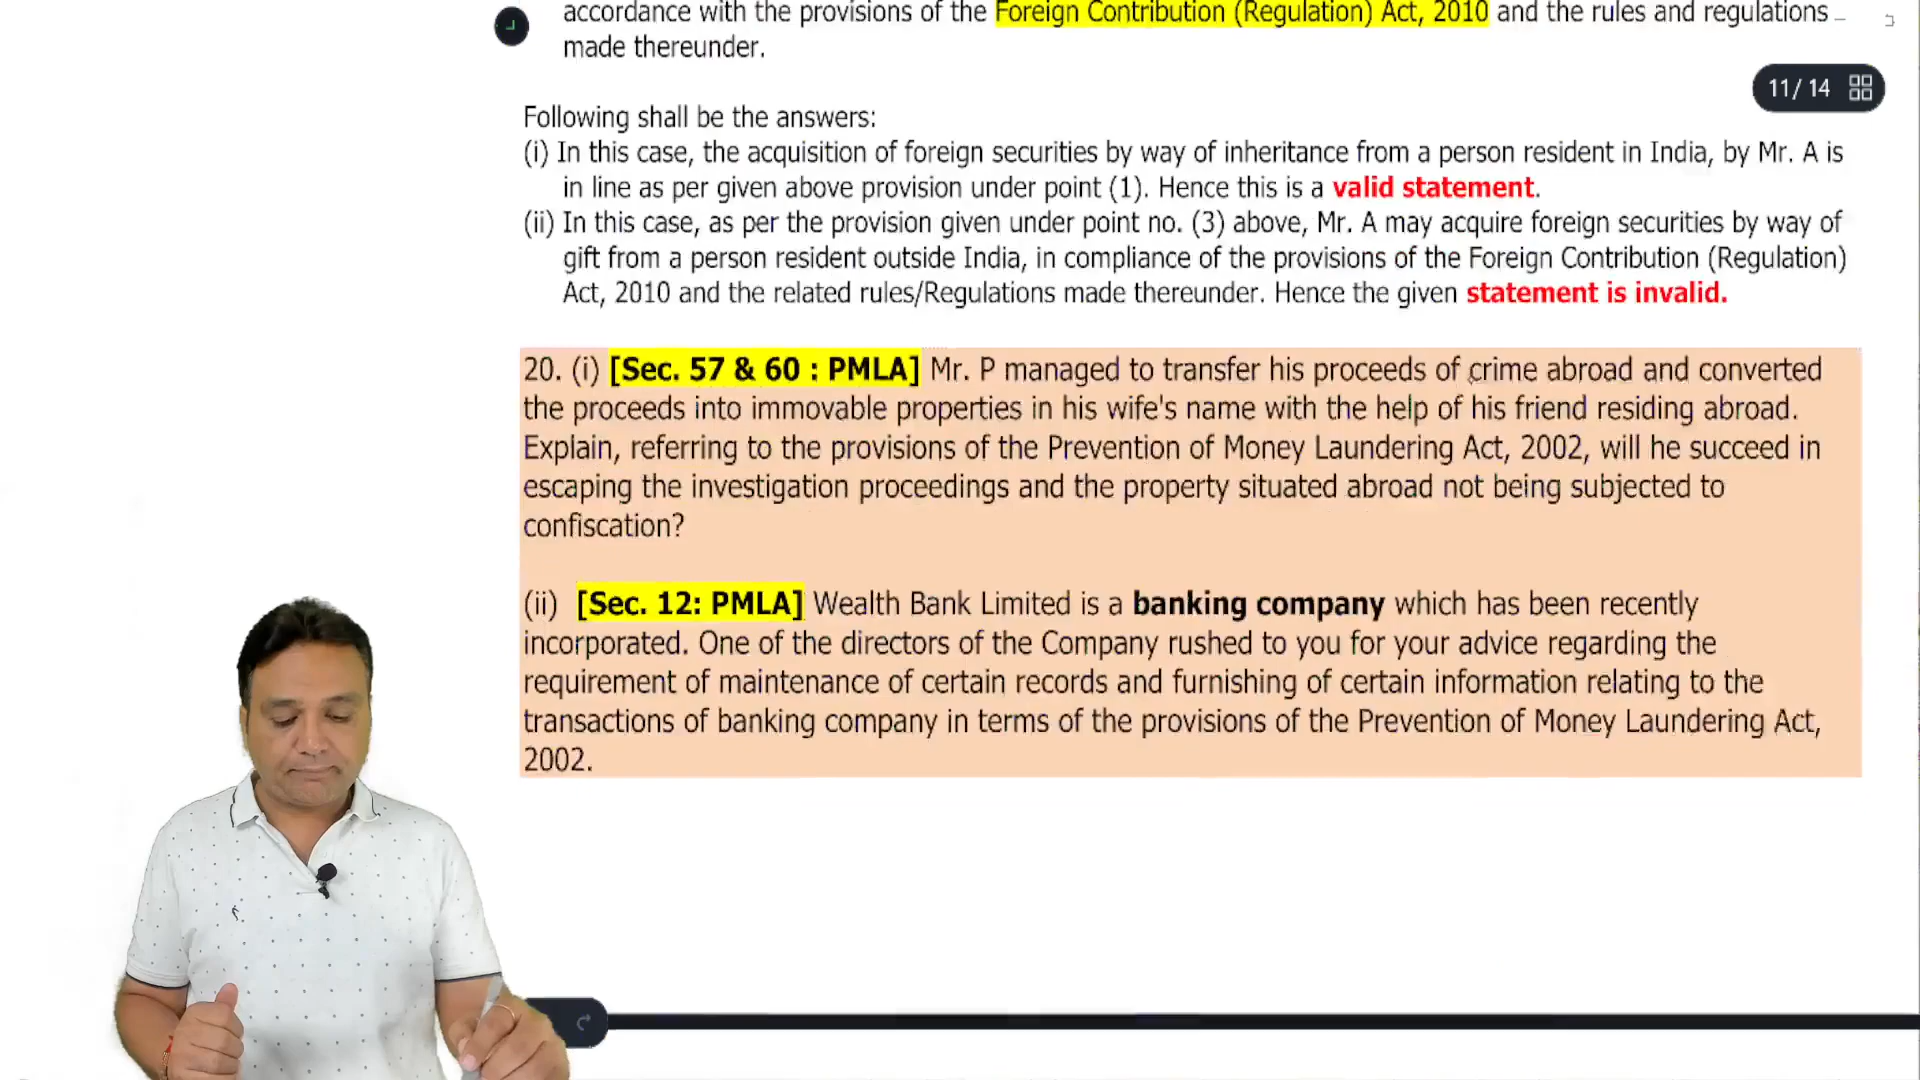 accordance with the provisions of the Foreign Contribution (Regulation) Act, 2010 and the rules and regulations
made thereunder.
11/ 14
Following shall be the answers:
(i) In this case, the acquisition of foreign securities by way of inheritance from a person resident in India, by Mr. A is
in line as per given above provision under point (1). Hence this is a valid statement.
(ii) In this case, as per the provision given under point no. (3) above, Mr. A may acquire foreign securities by way of
gift from a person resident outside India, in compliance of the provisions of the Foreign Contribution (Regulation)
Act, 2010 and the related rules/Regulations made thereunder. Hence the given statement is invalid.
20. (i) [Sec. 57 & 60 : PMLA] Mr. P managed to transfer his proceeds of crime abroad and converted
the proceeds into immovable properties in his wife's name with the help of his friend residing abroad.
Explain, referring to the provisions of the Prevention of Money Laundering Act, 2002, will he succeed in
escaping the investigation proceedings and the property situated abroad not being subjected to
confiscation?
(ii) [Sec. 12: PMLA] Wealth Bank Limited is a banking company which has been recently
incorporated. One of the directors of the Company rushed to you for your advice regarding the
requirement of maintenance of certain records and furnishing of certain information relating to the
transactions of banking company in terms of the provisions of the Prevention of Money Laundering Act,
2002.